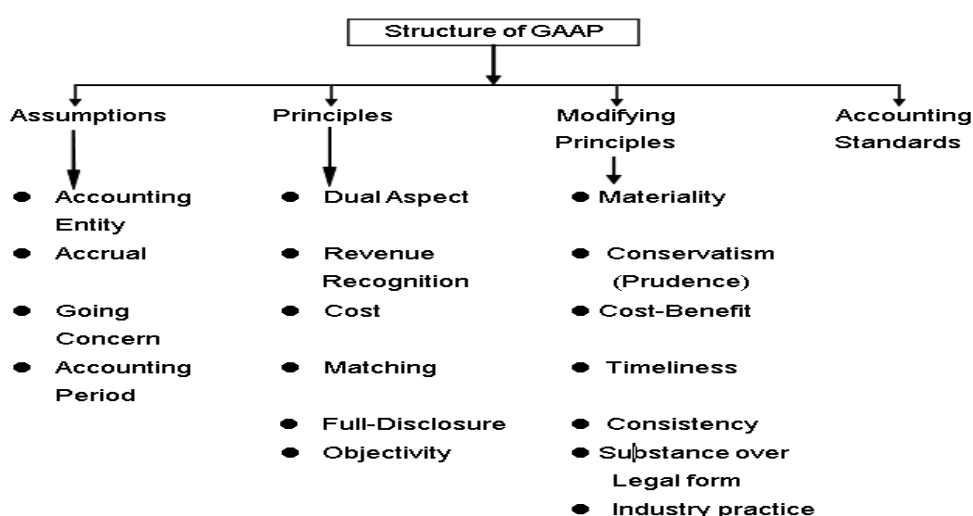 Structure of GAAP
Assumptions
Principles
Modifying
Principles
Accounting
Standards
● Accounting
Entity
● Accrual
● Going
Concern
● Accounting
Period
● Dual Aspect
● Revenue
Recognition
● Cost
● Matching
● Full-Disclosure
● Objectivity
● Materiality
● Conservatism
(Prudence)
● Cost-Benefit
● Timeliness
● Consistency
● Substance over
Legal form
● Industry practice